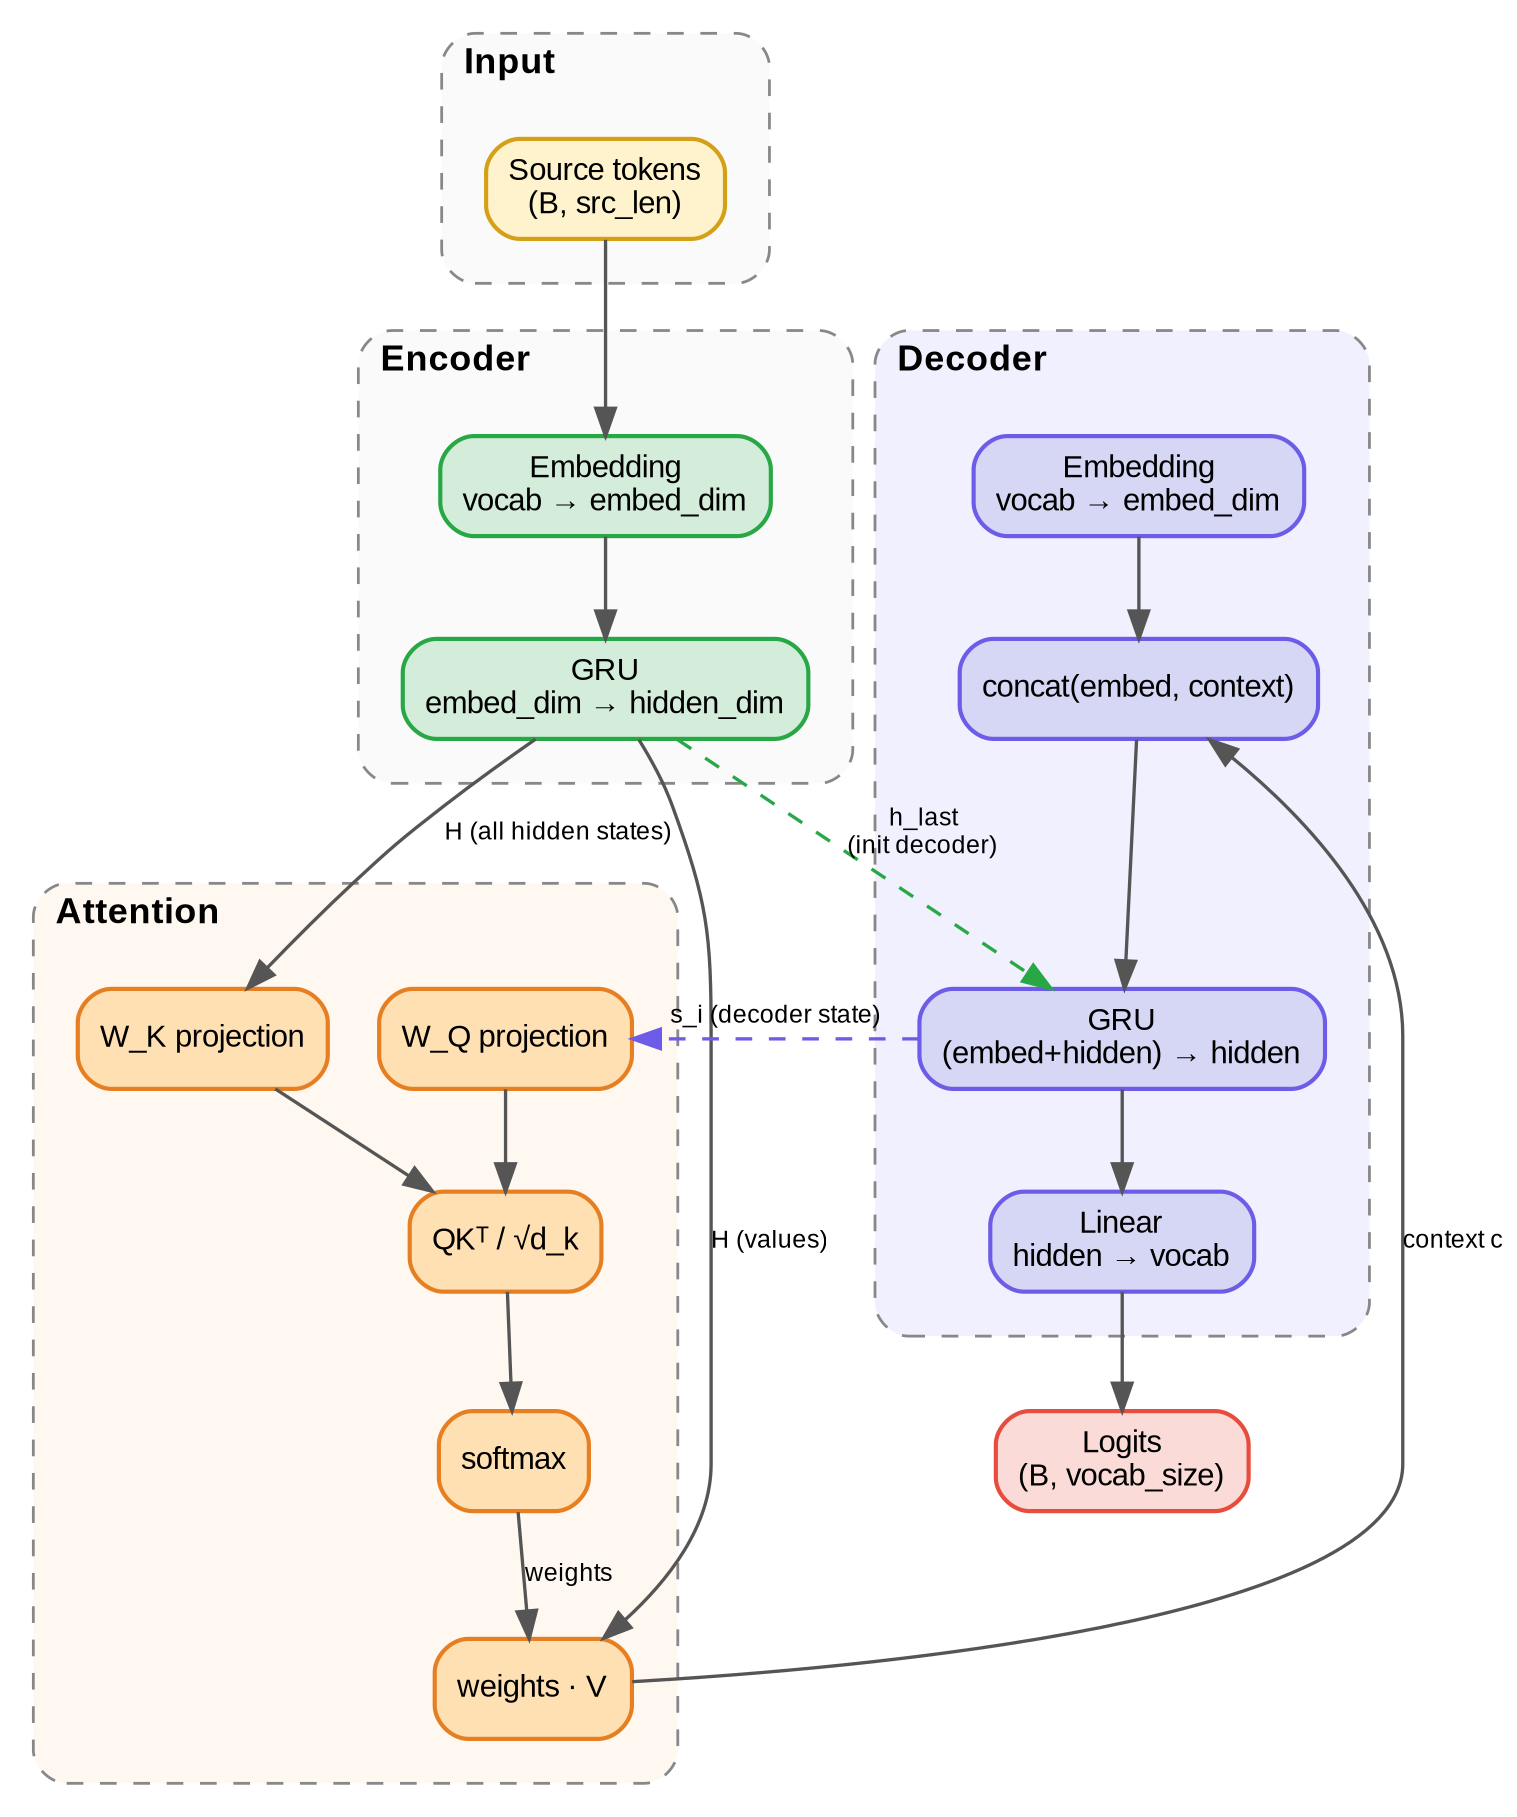 Input
Source tokens
(B, src_len)
Encoder
Embedding
vocab → embed_dim
GRU
embed_dim → hidden_dim
Decoder
Embedding
vocab → embed_dim
concat(embed, context)
H (all hidden states)
h_last
(init decoder)
Attention
W_K projection
W_Q projection
s_i (decoder state)
GRU
(embed+hidden) → hidden
QKᵀ / √d_k
H (values)
Linear
hidden → vocab
context c
softmax
Logits
(B, vocab_size)
weights
weights · V